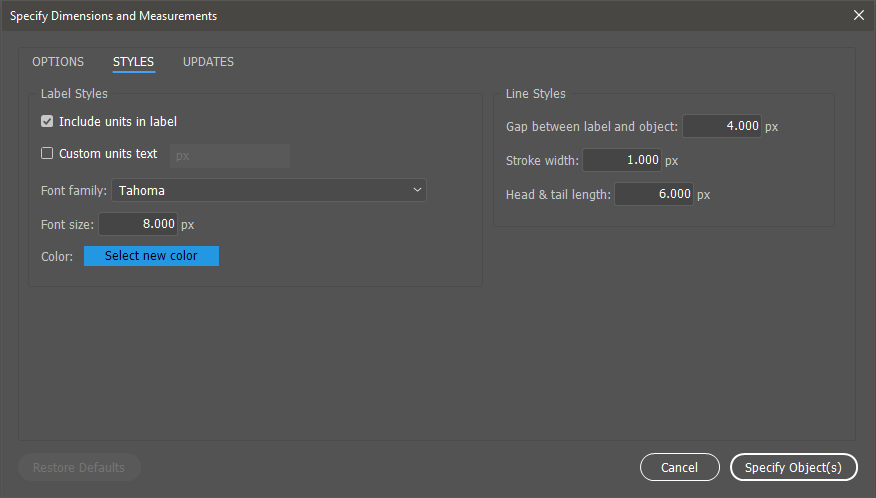 Specify Dimensions and Measurements
OPTIONS STYLES UPDATES
Label Styles
Include units in label
Custom units text px
Font family: Tahoma
Font size: 8.000 px
Color: Select new color
Line Styles
Gap between label and object: 4.000 px
Stroke width: 1.000 px
Head & tail length: 6.000 px
Restore Defaults Cancel Specify Object(s)